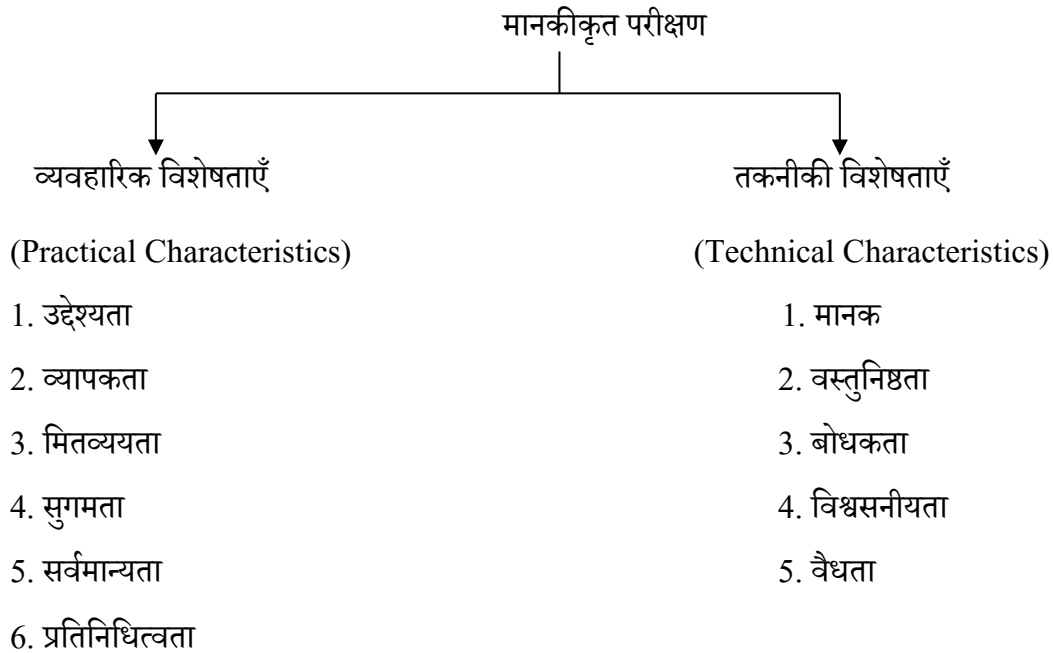 मानकीकृत परीक्षण
व्यवहारिक विशेषताएँ
(Practical Characteristics)
1. उद्देश्यता
2. व्यापकता
3. मितव्ययता
4. सुगमता
5. सर्वमान्यता
6. प्रतिनिधित्वता
तकनीकी विशेषताएँ
(Technical Characteristics)
1. मानक
2. वस्तुनिष्ठता
3. बोधकता
4. विश्वसनीयता
5. वैधता